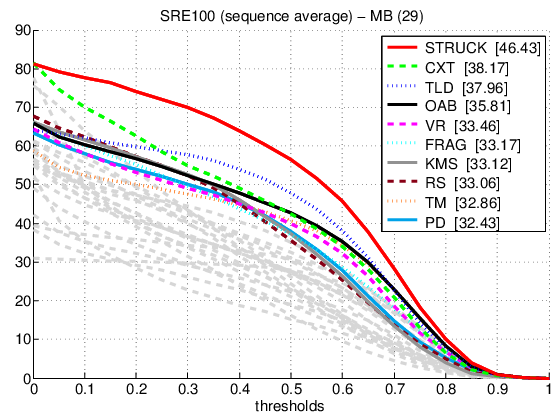 SRE100 (sequence average) – MB (29)
90
80
70
60
50
40
30
20
10
0
STRUCK [46.43]
CXT [38.17]
TLD [37.96]
OAB [35.81]
VR [33.46]
FRAG [33.17]
KMS [33.12]
RS [33.06]
TM [32.86]
PD [32.43]
0 0.1 0.2 0.3 0.4 0.5 0.6 0.7 0.8 0.9 1
thresholds